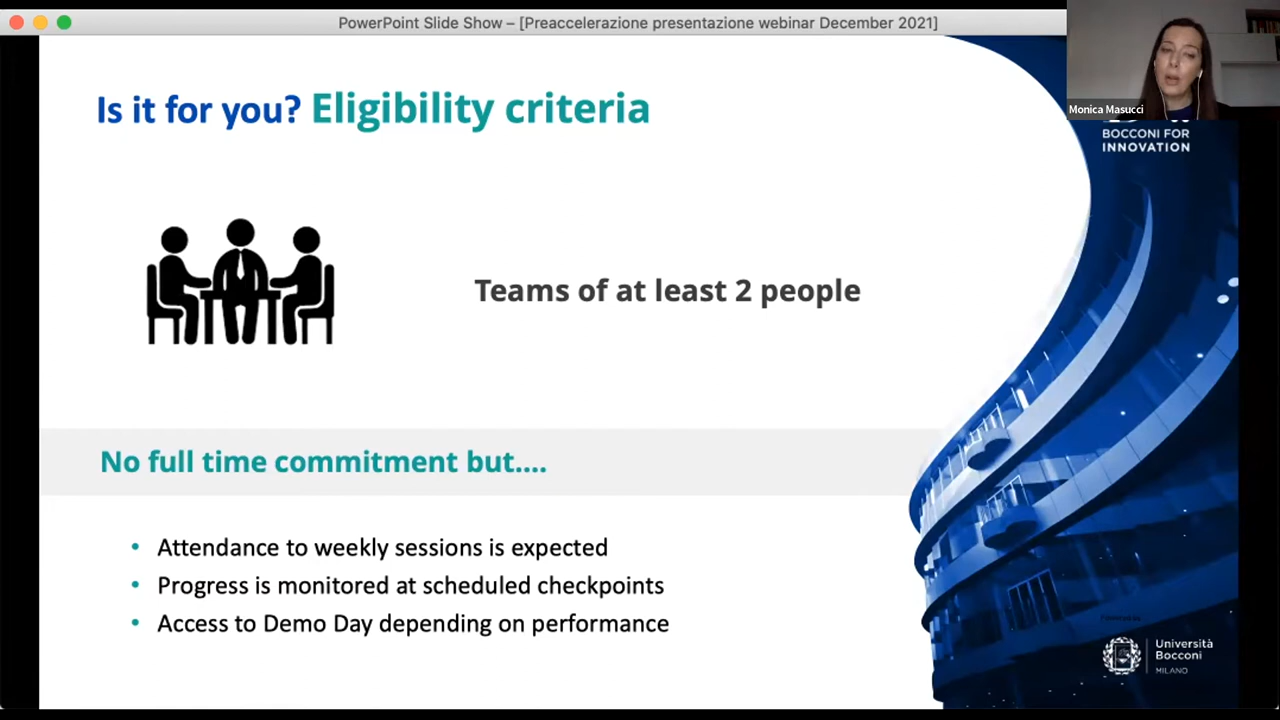 PowerPoint Slide Show – [Preaccelerazione presentazione webinar December 2021]
Monica Masucci
BOCCONI FOR
INNOVATION
Is it for you? Eligibility criteria
Teams of at least 2 people
No full time commitment but....
• Attendance to weekly sessions is expected
• Progress is monitored at scheduled checkpoints
• Access to Demo Day depending on performance
Università
Bocconi
MILANO